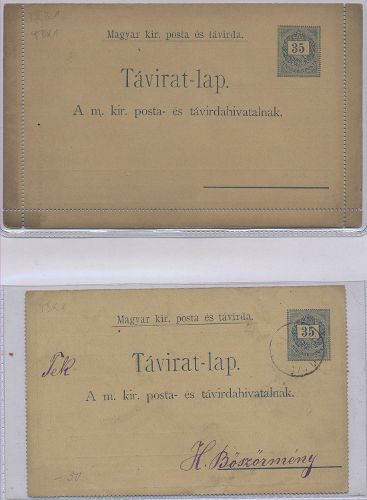 Magyar kir. posta és távirda.
35
Távirat-lap.
A m. kir. posta- és távirdahivatalnak.
Magyar kir. posta és távirda.
35
Távirat-lap.
Tek
A m. kir. posta- és távirdahivatalnak.
H. Böszörmény